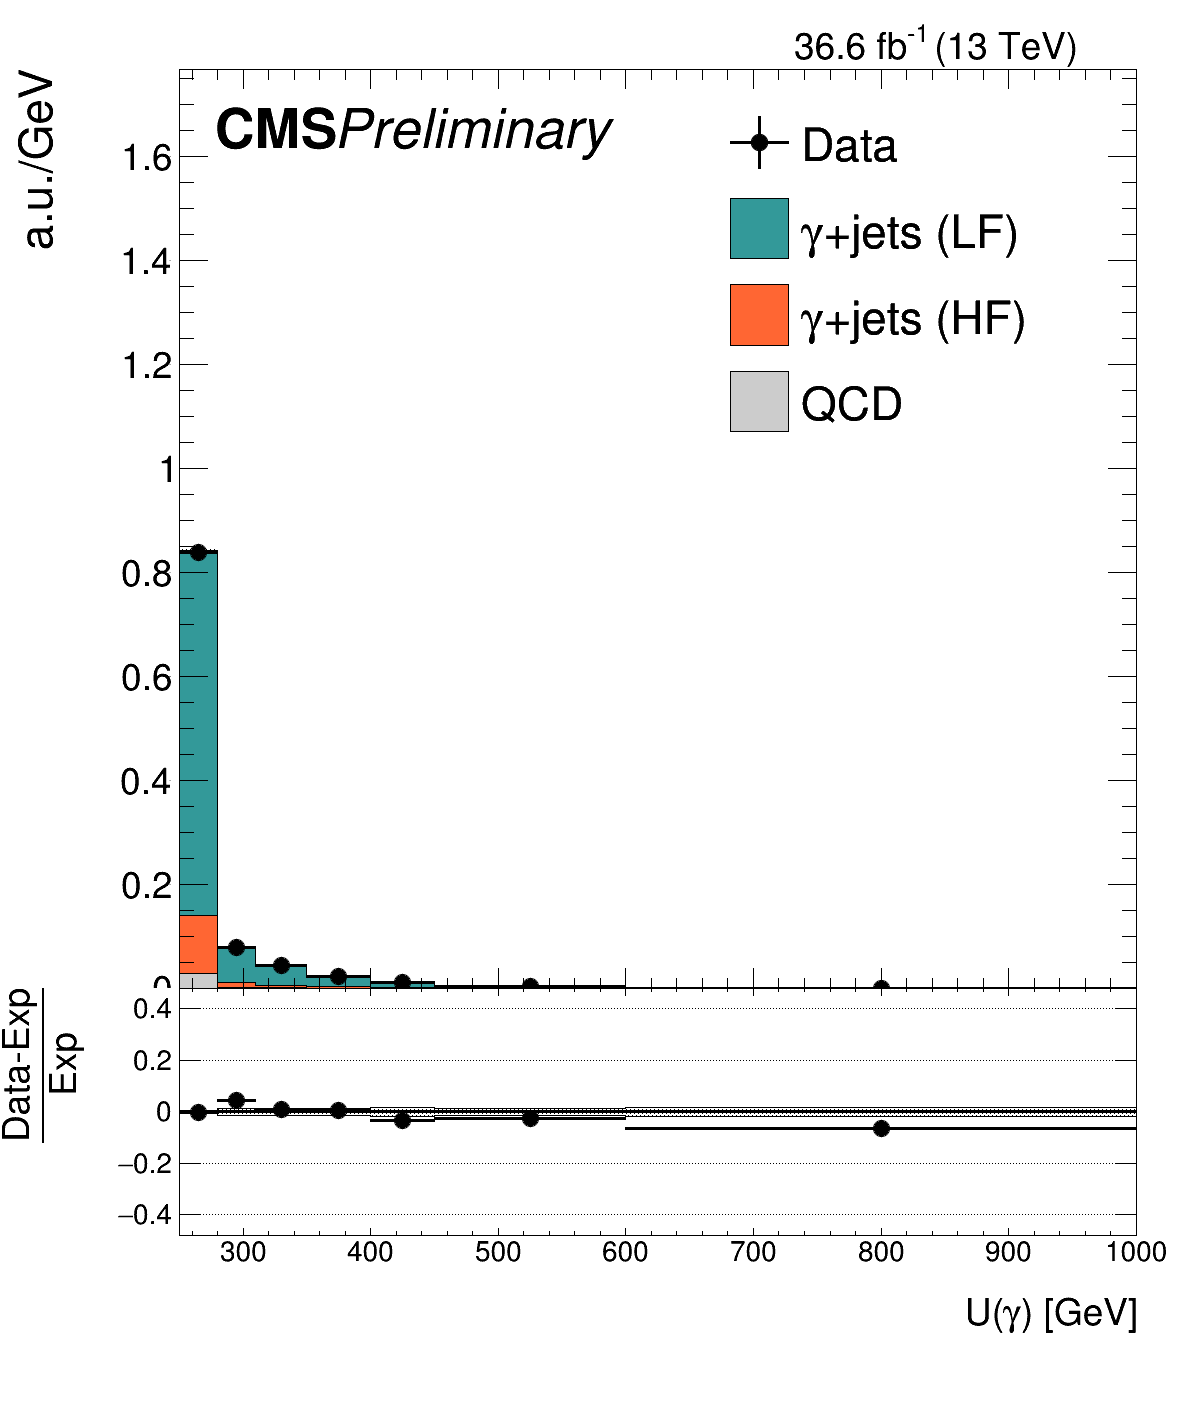 36.6 fb-1 (13 TeV)
CMS Preliminary
a.u./GeV
Data
γ+jets (LF)
γ+jets (HF)
QCD
1.6
1.4
1.2
1
0.8
0.6
0.4
0.2
0
Data-Exp
Exp
0.4
0.2
0
−0.2
−0.4
300 400 500 600 700 800 900 1000
U(γ) [GeV]